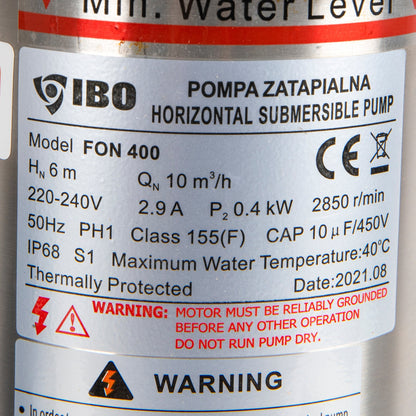 Min. Water Level
IBO
POMPA ZATAPIALNA
HORIZONTAL SUBMERSIBLE PUMP
Model FON 400
H_N 6 m Q_N 10 m³/h
220-240V 2.9 A P₂ 0.4 kW 2850 r/min
50Hz PH1 Class 155(F) CAP 10 μF/450V
IP68 S1 Maximum Water Temperature:40℃
Thermally Protected Date:2021.08
WARNING: MOTOR MUST BE RELIABLY GROUNDED
BEFORE ANY OTHER OPERATION
DO NOT RUN PUMP DRY.
WARNING